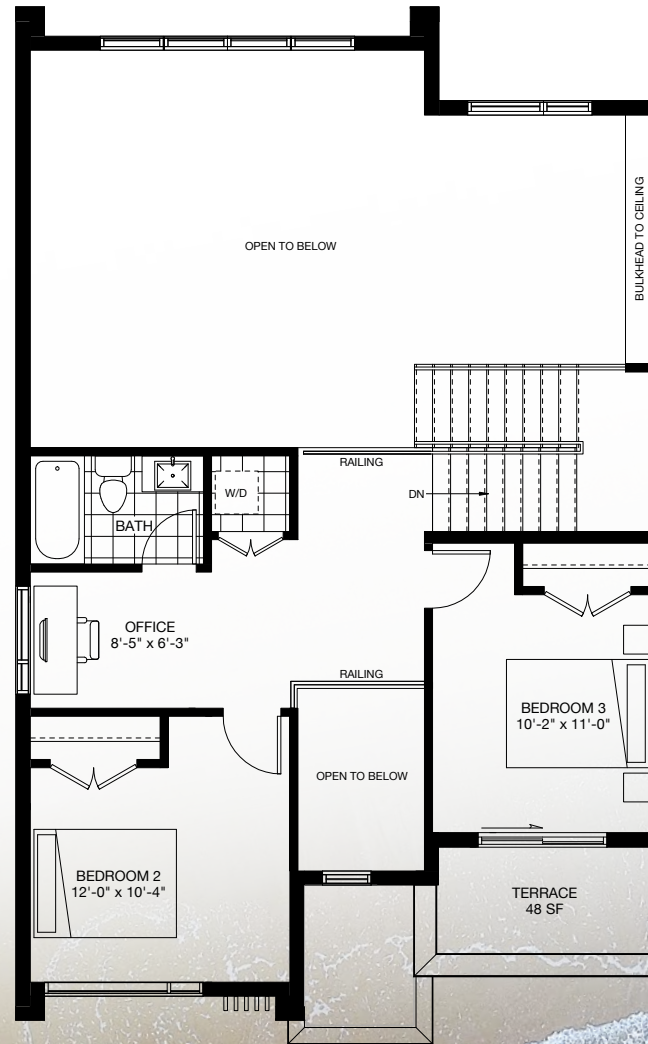 OPEN TO BELOW
BULKHEAD TO CEILING
RAILING
W/D
DN
BATH
OFFICE
8'-5" x 6'-3"
RAILING
BEDROOM 3
10'-2" x 11'-0"
OPEN TO BELOW
BEDROOM 2
12'-0" x 10'-4"
TERRACE
48 SF